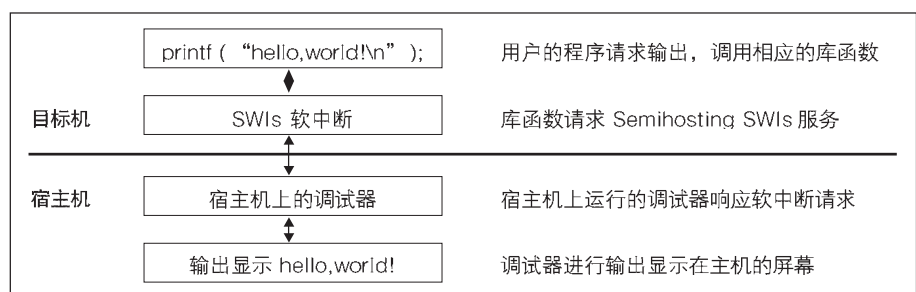 printf ( “hello,world!\n” ); 用户的程序请求输出，调用相应的库函数
目标机 SWIs 软中断 库函数请求 Semihosting SWIs 服务
宿主机 宿主机上的调试器 宿主机上运行的调试器响应软中断请求
输出显示 hello,world! 调试器进行输出显示在主机的屏幕